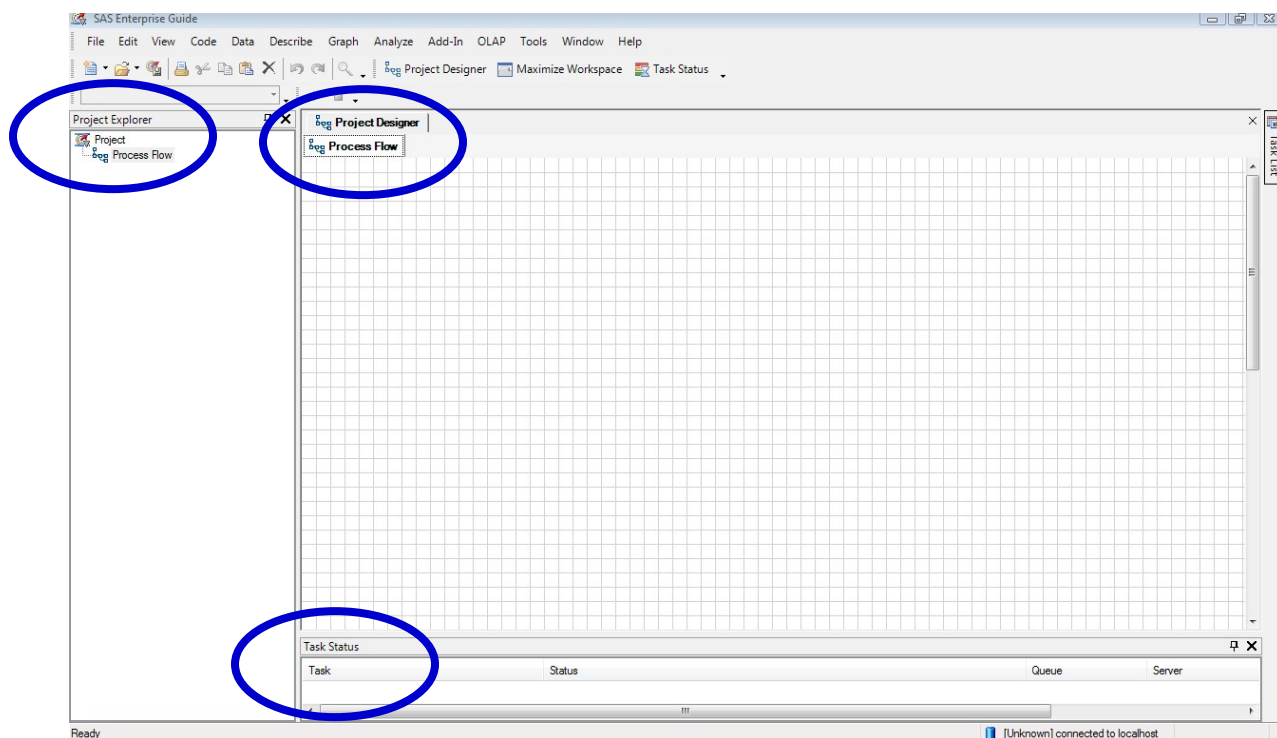 SAS Enterprise Guide
File Edit View Code Data Describe Graph Analyze Add-In OLAP Tools Window Help
Project Designer Maximize Workspace Task Status
Project Explorer
Project
Process Flow
Project Designer
Process Flow
Task List
Task Status
Task Status Queue Server
Ready
[Unknown] connected to localhost